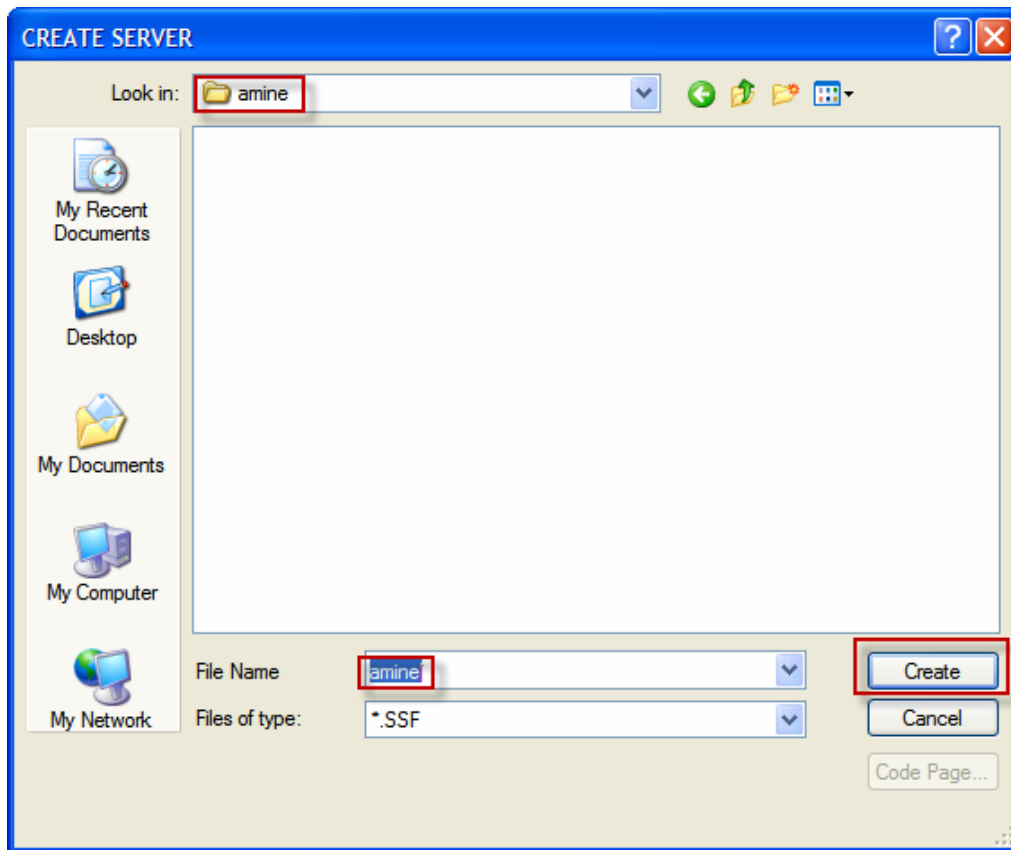 CREATE SERVER
Look in:
amine
My Recent
Documents
Desktop
My Documents
My Computer
My Network
File Name
amine
Create
Files of type:
*.SSF
Cancel
Code Page...